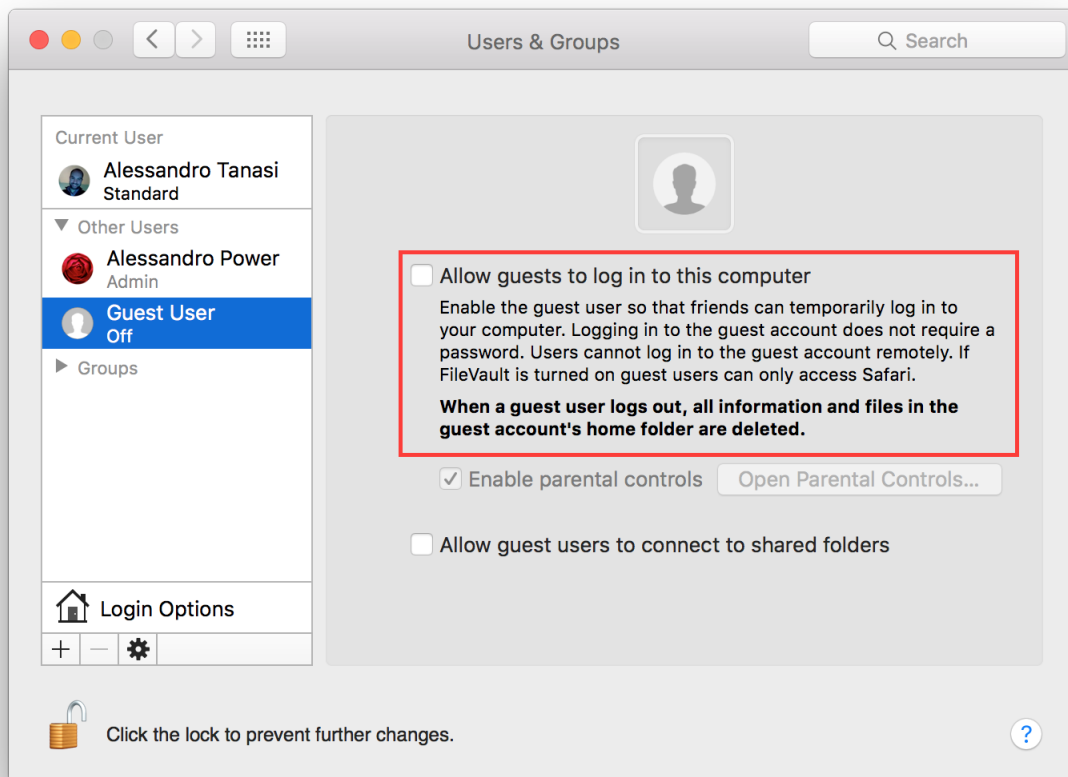 Users & Groups
Search
Current User
Alessandro Tanasi
Standard
Other Users
Alessandro Power
Admin
Guest User
Off
Groups
Login Options
Allow guests to log in to this computer
Enable the guest user so that friends can temporarily log in to
your computer. Logging in to the guest account does not require a
password. Users cannot log in to the guest account remotely. If
FileVault is turned on guest users can only access Safari.
When a guest user logs out, all information and files in the
guest account's home folder are deleted.
Enable parental controls
Open Parental Controls...
Allow guest users to connect to shared folders
Click the lock to prevent further changes.
?